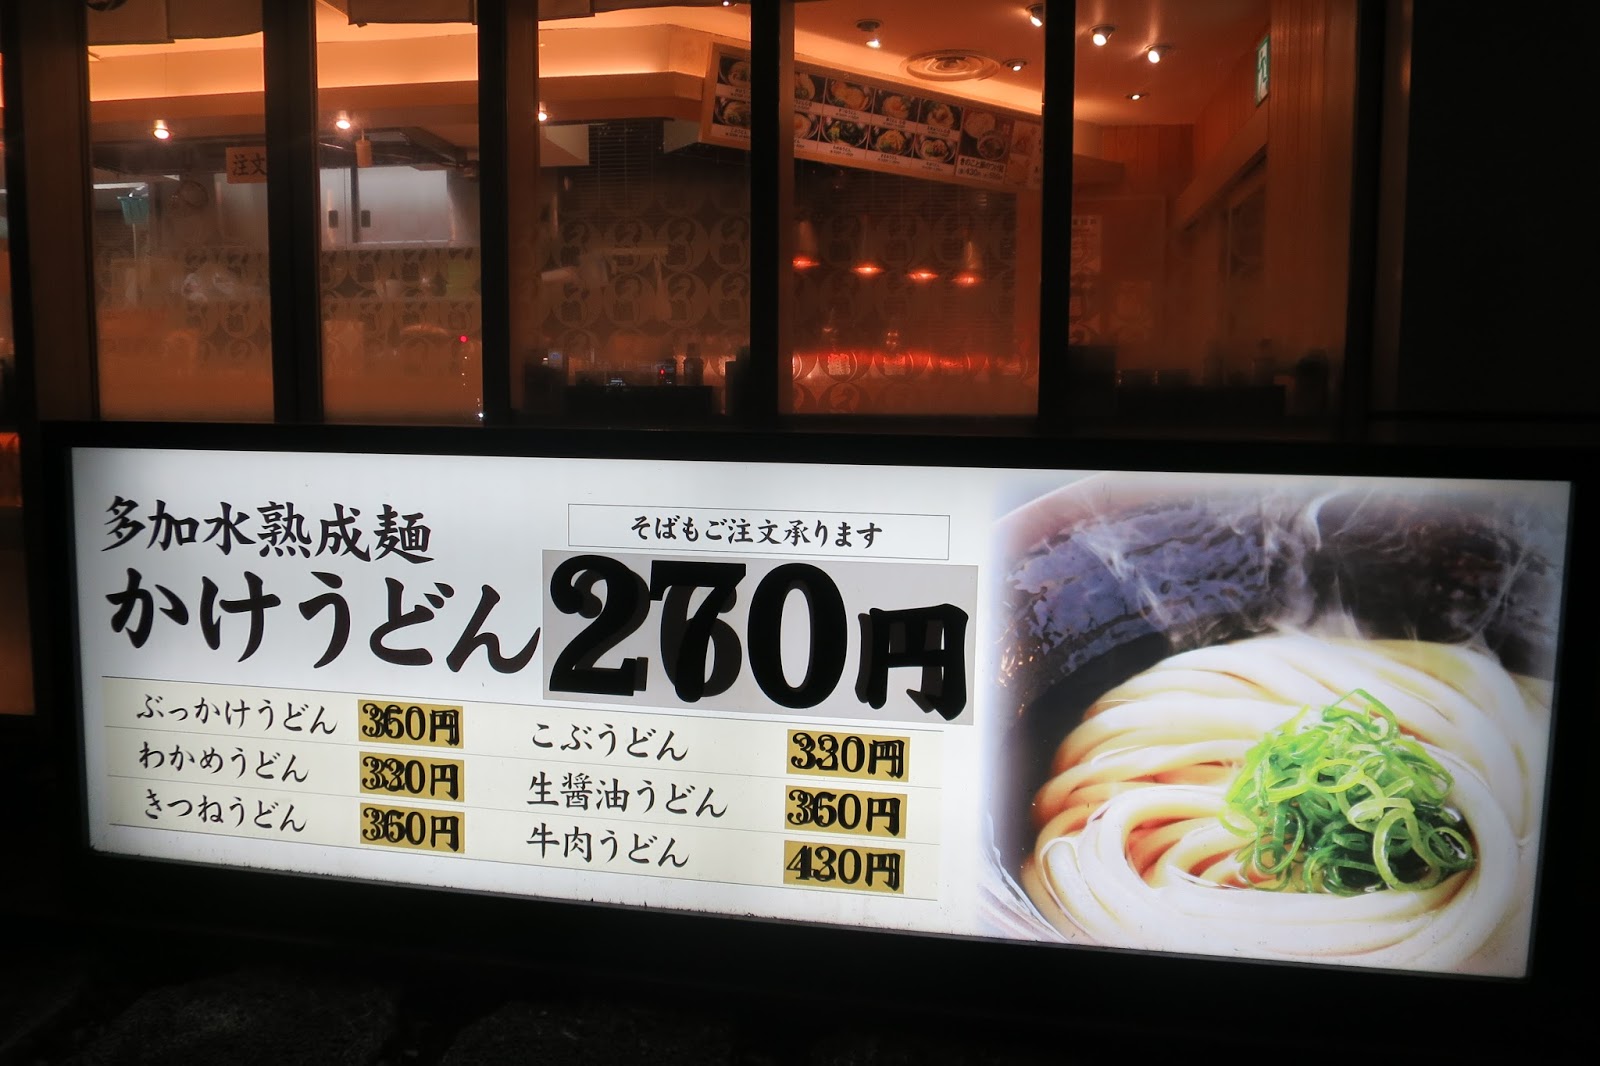 注文
多加水熟成麺
そばもご注文承ります
かけうどん 270円
ぶっかけうどん 360円
わかめうどん 330円
きつねうどん 360円
こぶうどん 330円
生醤油うどん 360円
牛肉うどん 430円